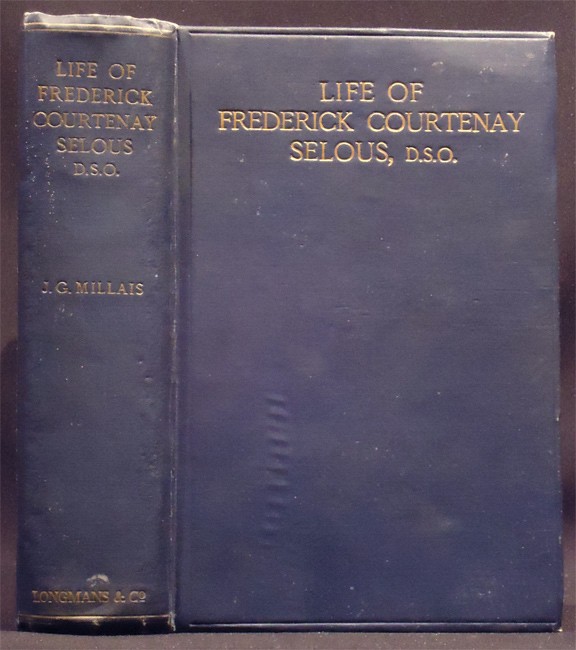 LIFE OF
FREDERICK
COURTENAY
SELOUS
D.S.O.
J. G. MILLAIS
LONGMANS & Co
LIFE OF
FREDERICK COURTENAY
SELOUS, D.S.O.